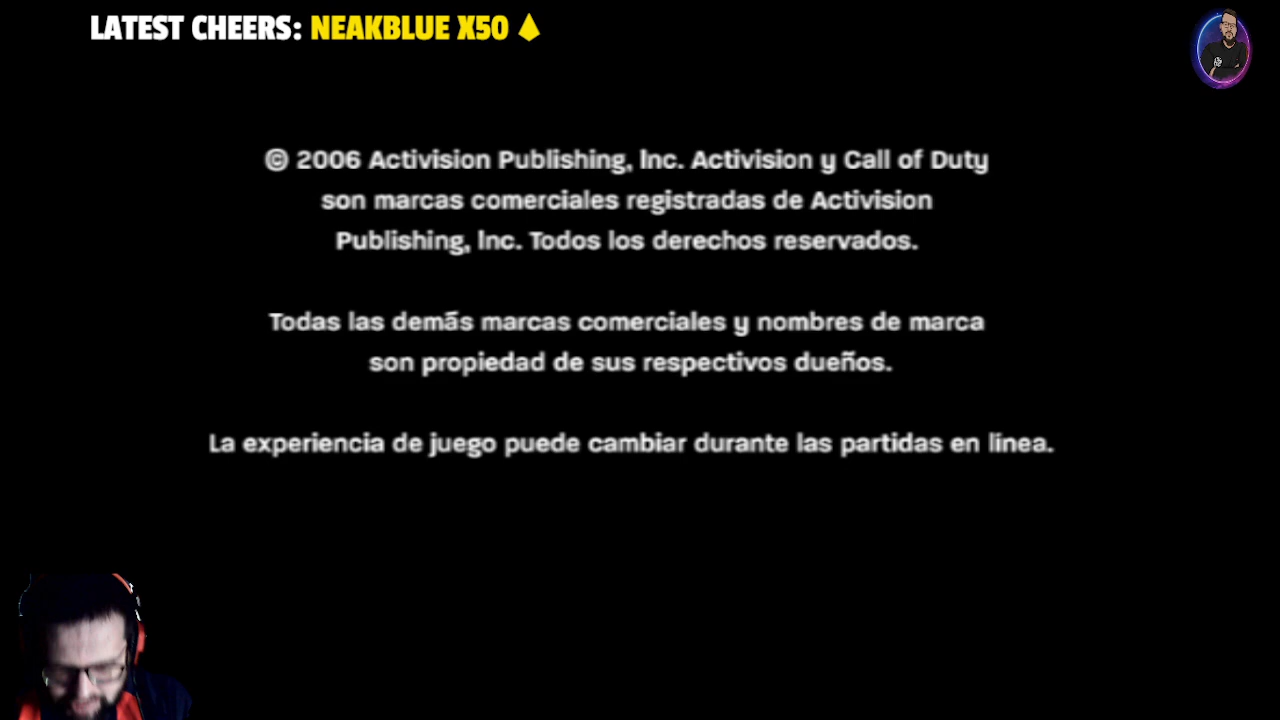 LATEST CHEERS: NEAKBLUE X50
© 2006 Activision Publishing, Inc. Activision y Call of Duty
son marcas comerciales registradas de Activision
Publishing, Inc. Todos los derechos reservados.
Todas las demás marcas comerciales y nombres de marca
son propiedad de sus respectivos dueños.
La experiencia de juego puede cambiar durante las partidas en línea.